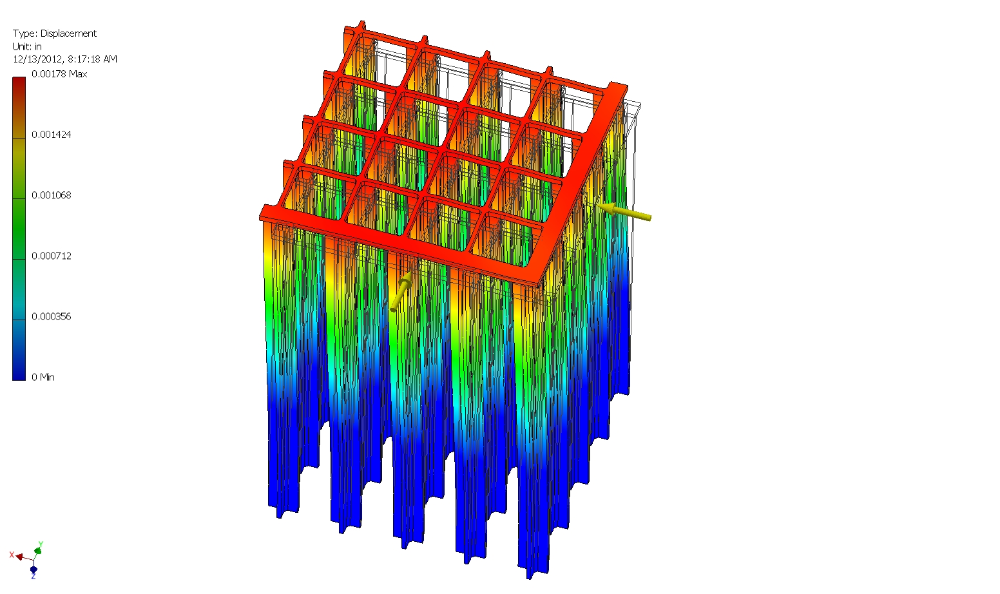 Type: Displacement
Unit: in
12/13/2012, 8:17:18 AM
0.00178 Max
0.001424
0.001068
0.000712
0.000356
0 Min
Y
X
Z